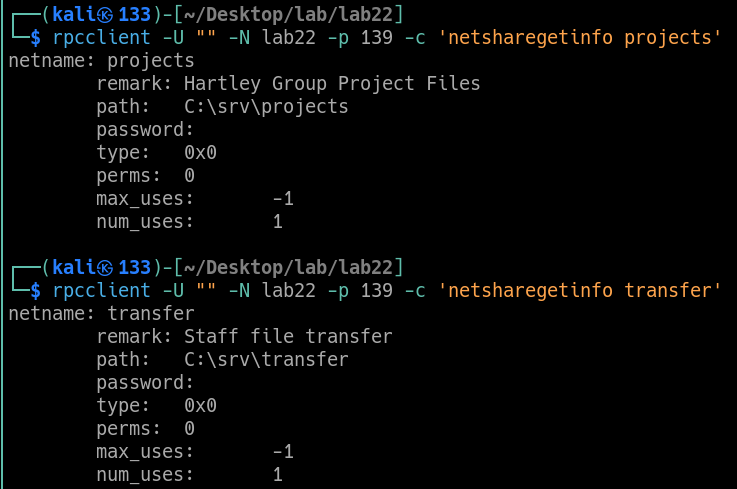 ┌──(kali㉿133)-[~/Desktop/lab/lab22]
└─$ rpcclient -U "" -N lab22 -p 139 -c 'netsharegetinfo projects'
netname: projects
        remark: Hartley Group Project Files
        path:   C:\srv\projects
        password:
        type:   0x0
        perms:  0
        max_uses:       -1
        num_uses:       1

┌──(kali㉿133)-[~/Desktop/lab/lab22]
└─$ rpcclient -U "" -N lab22 -p 139 -c 'netsharegetinfo transfer'
netname: transfer
        remark: Staff file transfer
        path:   C:\srv\transfer
        password:
        type:   0x0
        perms:  0
        max_uses:       -1
        num_uses:       1